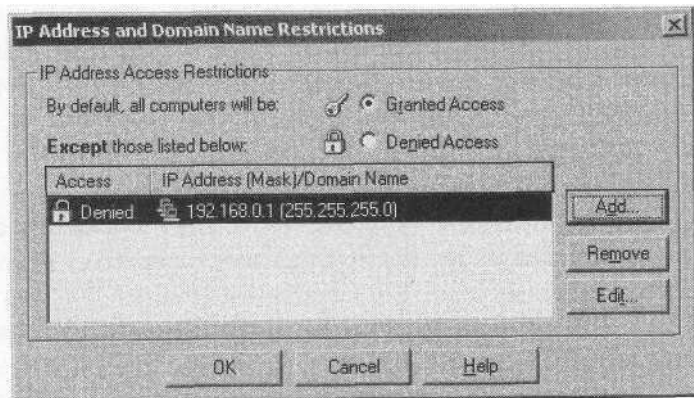 IP Address and Domain Name Restrictions
IP Address Access Restrictions
By default, all computers will be: Granted Access
Except those listed below: Denied Access
Access IP Address (Mask)/Domain Name
Denied 192.168.0.1 (255.255.255.0)
Add...
Remove
Edit...
OK Cancel Help